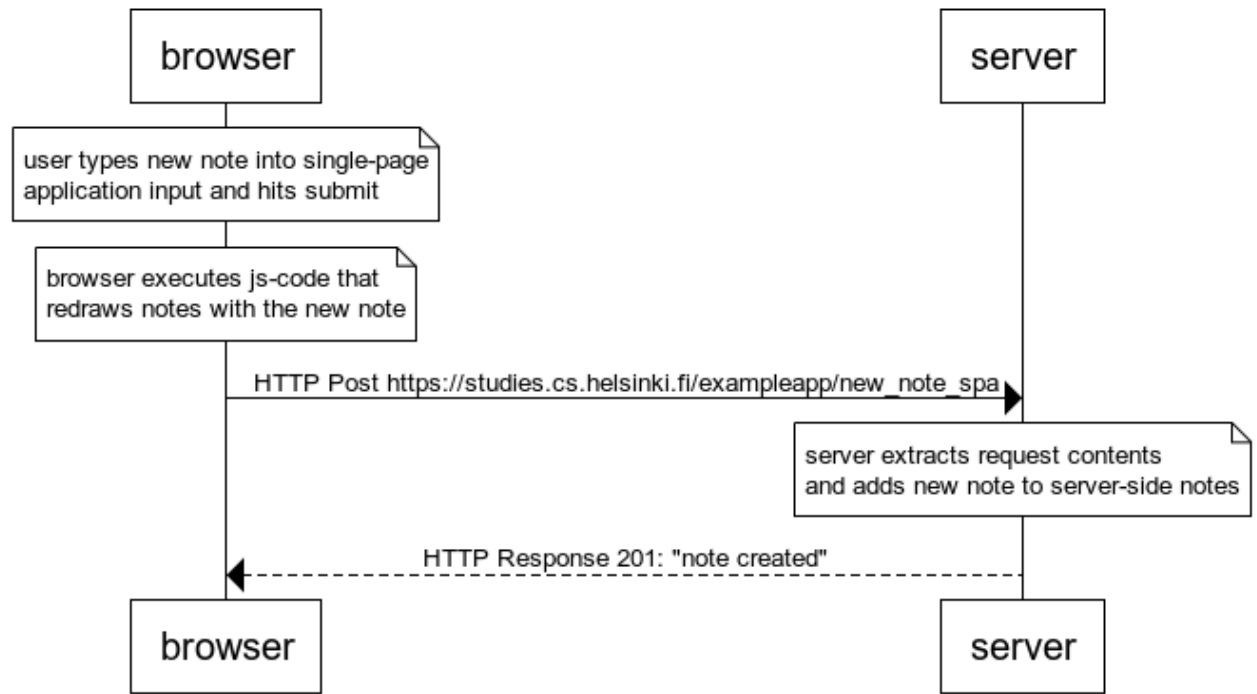 browser
server
user types new note into single-page
application input and hits submit
browser executes js-code that
redraws notes with the new note
HTTP Post https://studies.cs.helsinki.fi/exampleapp/new_note_spa
server extracts request contents
and adds new note to server-side notes
HTTP Response 201: "note created"
browser
server